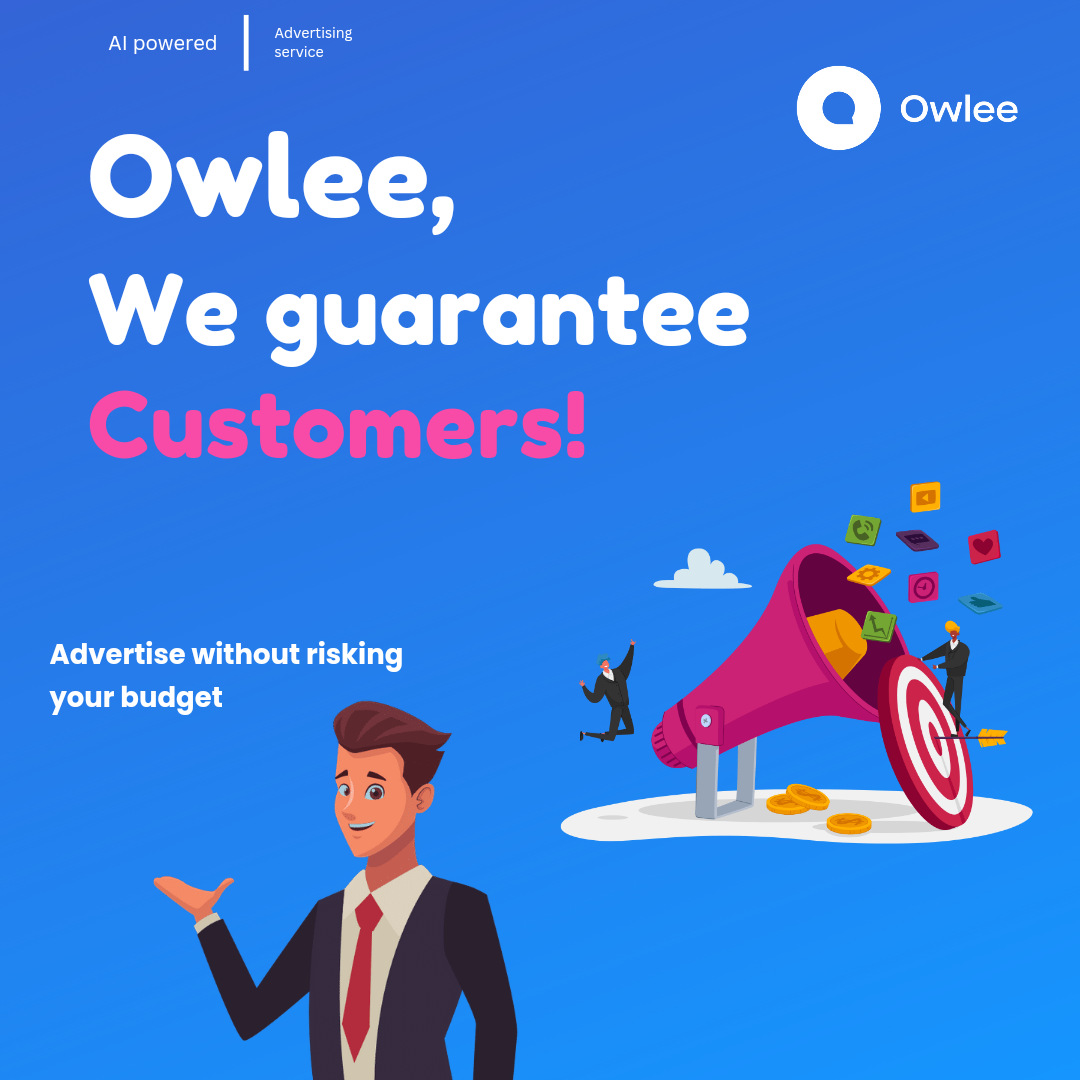 AI powered
Advertising
service
Owlee
Owlee,
We guarantee
Customers!
Advertise without risking
your budget